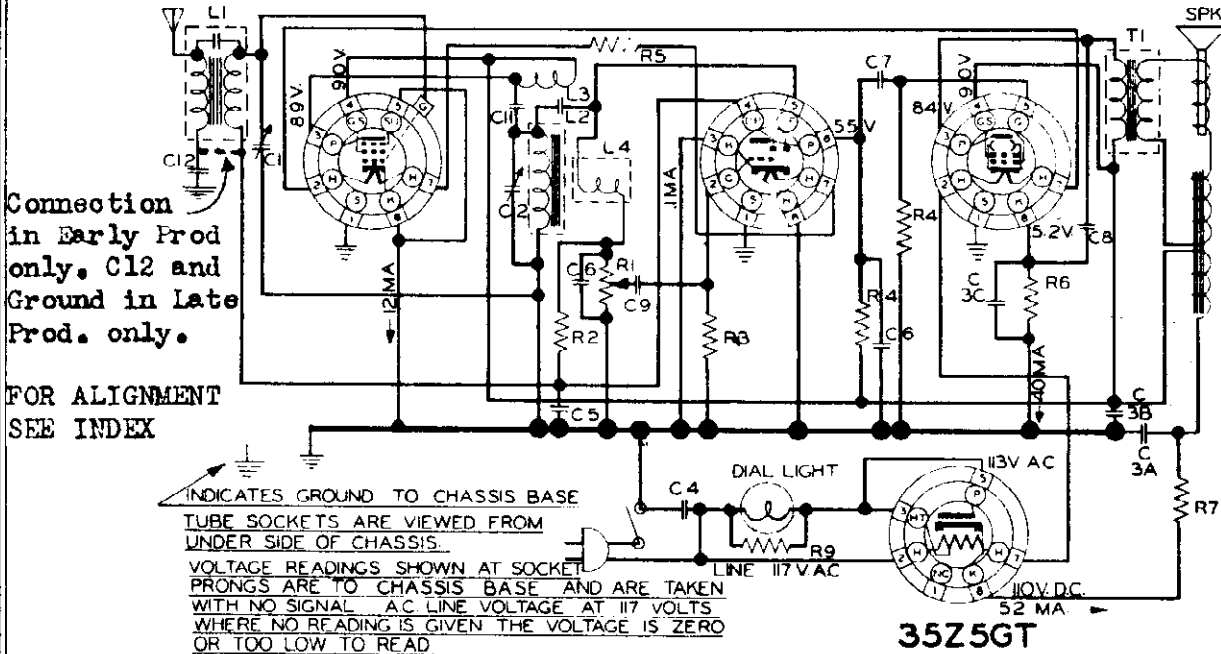 L1
SPK
T1
R5
C7
90V
89V
90V
84V
L3
C11
L2
L4
55V
C12
C1
C2
.1MA
R4
5.2V
C8
Connection
in Early Prod
only. C12 and
Ground in Late
Prod. only.
12 MA
C6
R1
C9
R2
R3
R14
C6
C
3C
R6
40MA
FOR ALIGNMENT
SEE INDEX
C5
C
3B
C
3A
INDICATES GROUND TO CHASSIS BASE
TUBE SOCKETS ARE VIEWED FROM
UNDER SIDE OF CHASSIS.
VOLTAGE READINGS SHOWN AT SOCKET
PRONGS ARE TO CHASSIS BASE AND ARE TAKEN
WITH NO SIGNAL A.C. LINE VOLTAGE AT 117 VOLTS
WHERE NO READING IS GIVEN THE VOLTAGE IS ZERO
OR TOO LOW TO READ
C4
DIAL LIGHT
113V AC
R7
R9
LINE 117 V. AC
110V. D.C.
52 MA.
35Z5GT